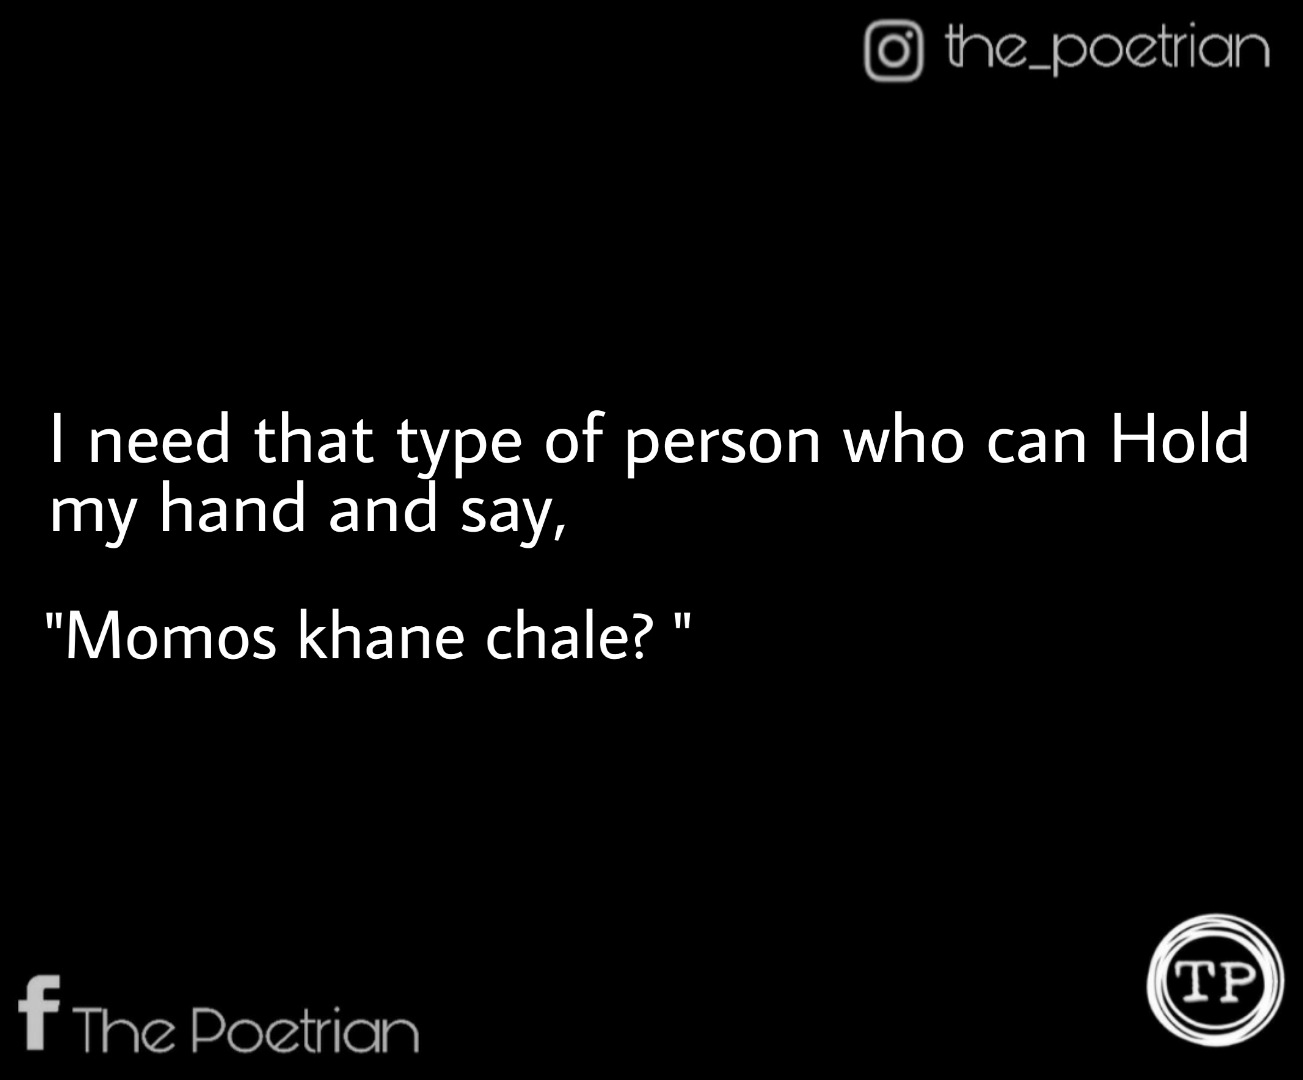 the_poetrian
I need that type of person who can Hold
my hand and say,
"Momos khane chale? "
TP
f The Poetrian